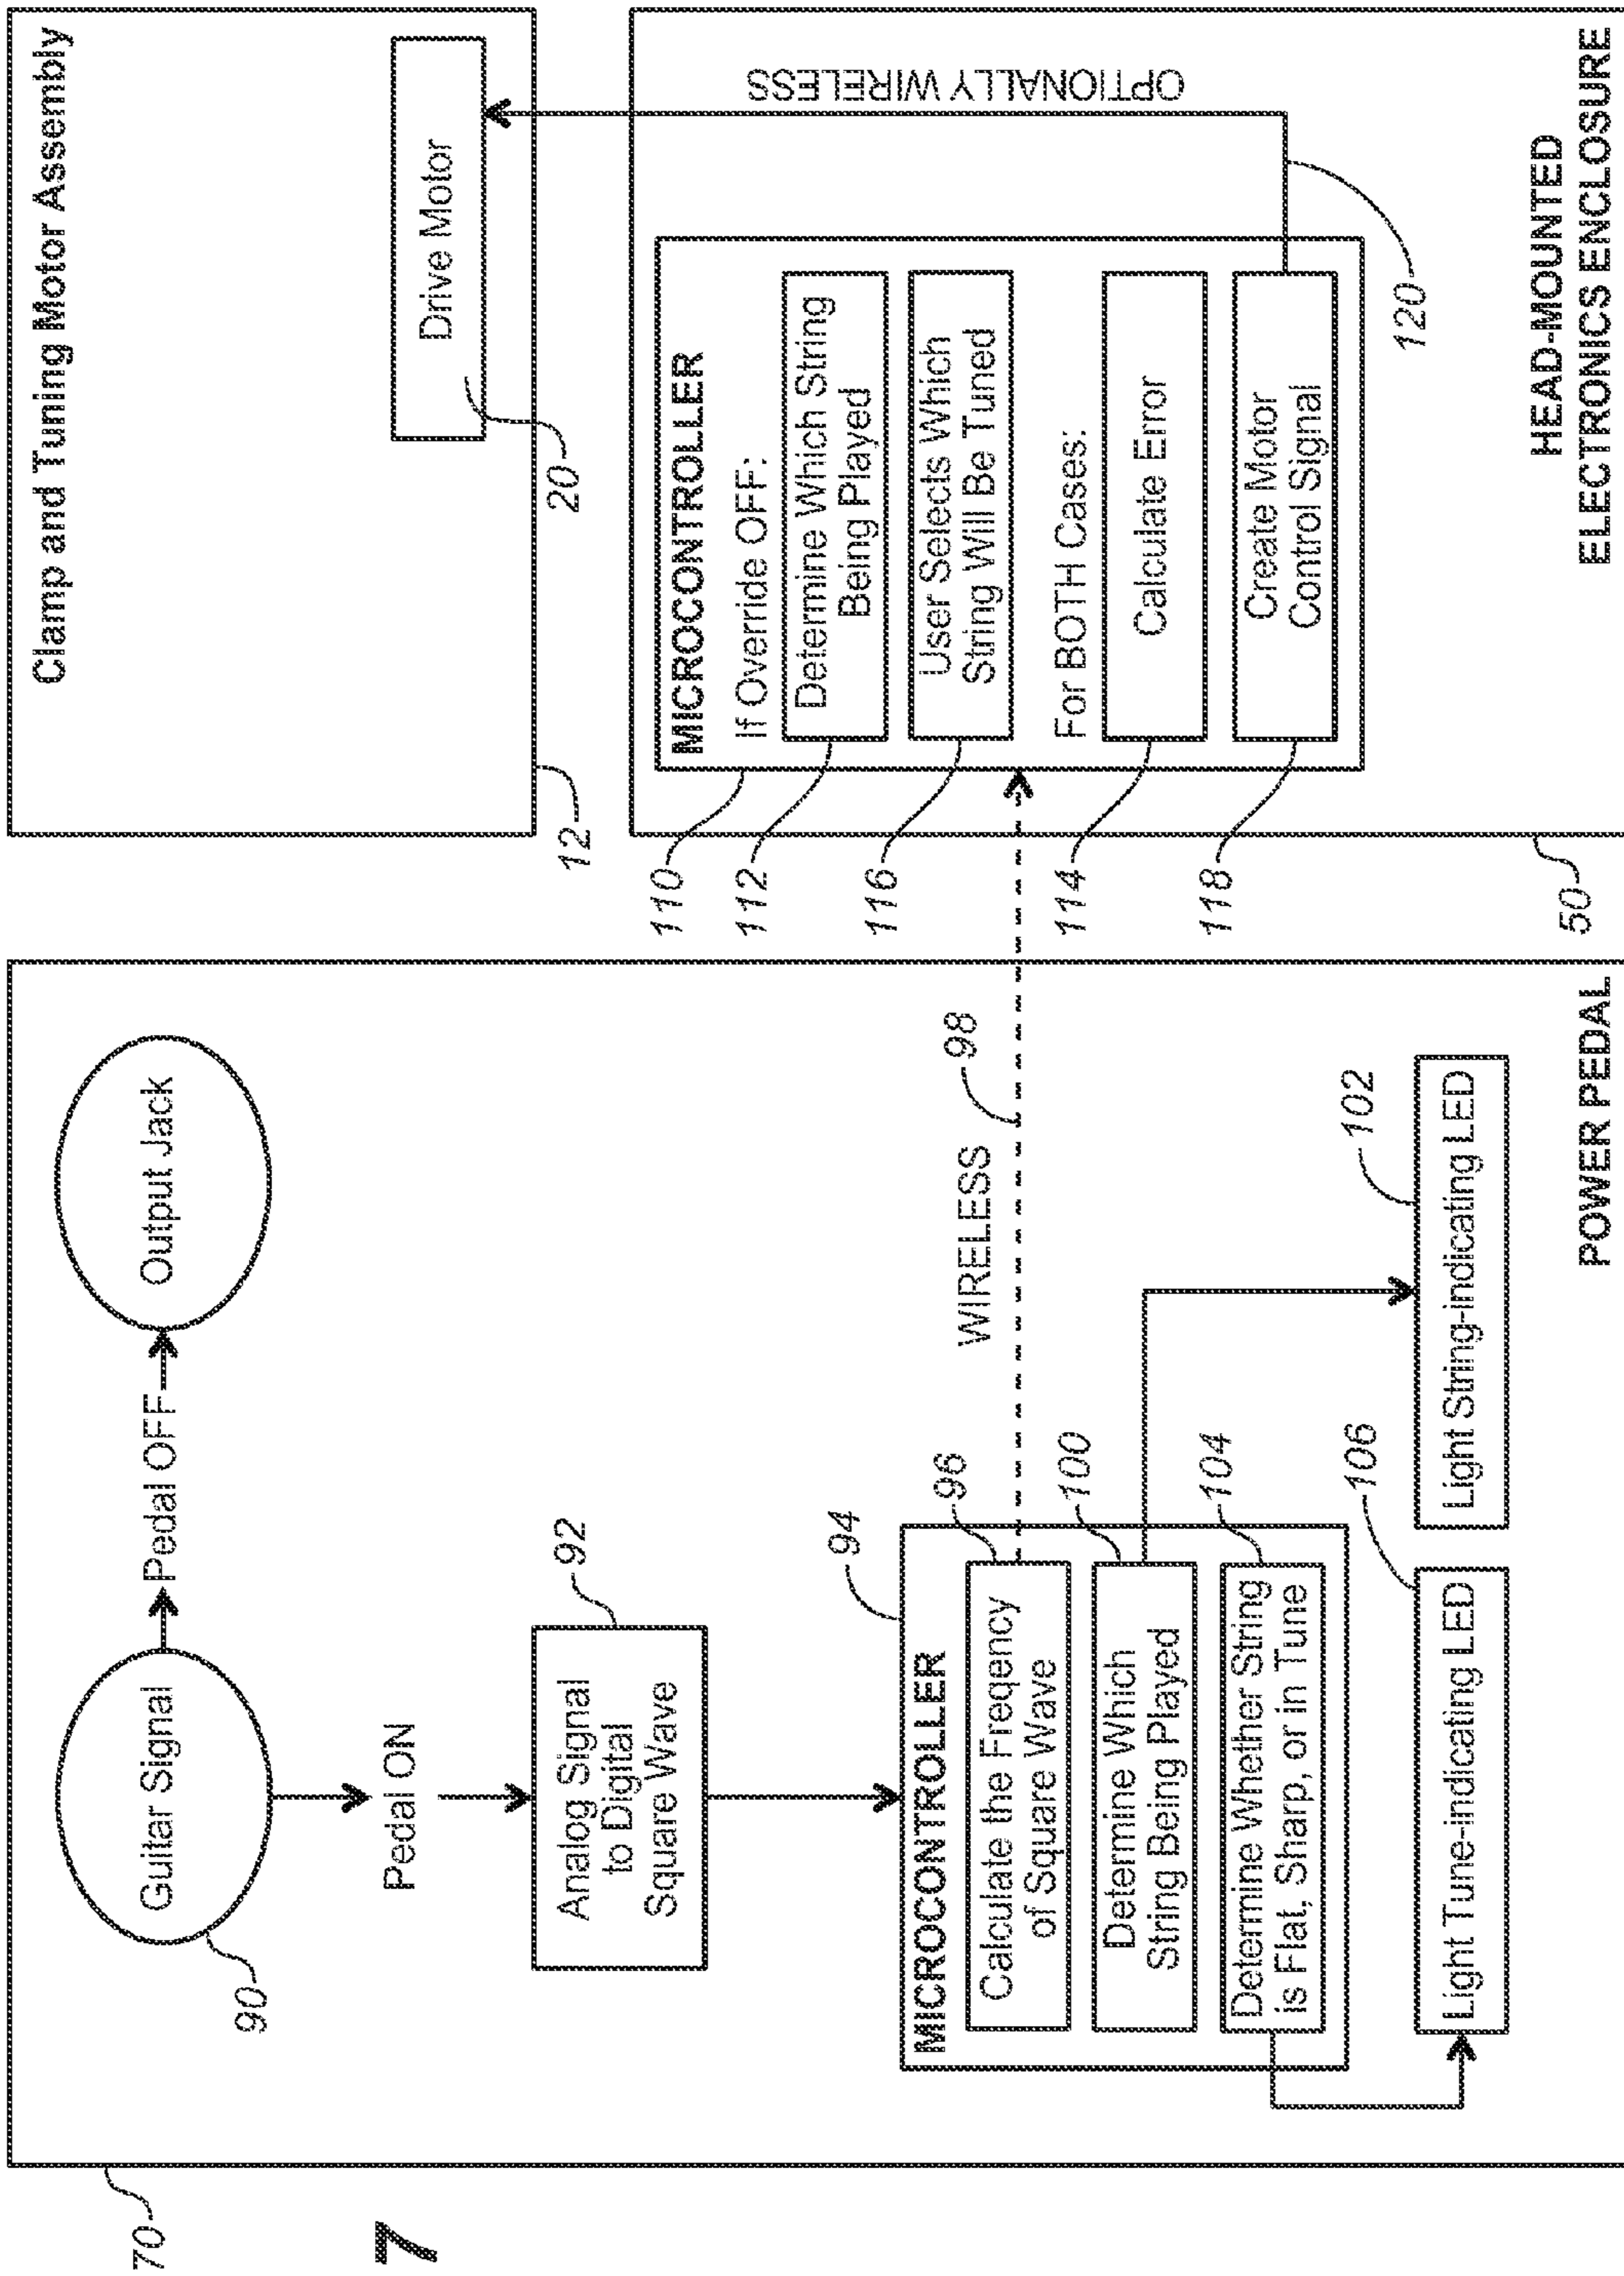 70
7
90
Guitar Signal
Pedal OFF
Output Jack
Pedal ON
92
Analog Signal
to Digital
Square Wave
94
MICROCONTROLLER
96
Calculate the Freqency
of Square Wave
WIRELESS
98
100
Determine Which
String Being Played
104
Determine Whether String
is Flat, Sharp, or in Tune
106
Light Tune-indicating LED
102
Light String-indicating LED
POWER PEDAL
Clamp and Tuning Motor Assembly
Drive Motor
20
12
OPTIONALLY WIRELESS
110
MICROCONTROLLER
If Override OFF:
112
Determine Which String
Being Played
116
User Selects Which
String Will Be Tuned
For BOTH Cases:
114
Calculate Error
118
Create Motor
Control Signal
120
50
HEAD-MOUNTED
ELECTRONICS ENCLOSURE